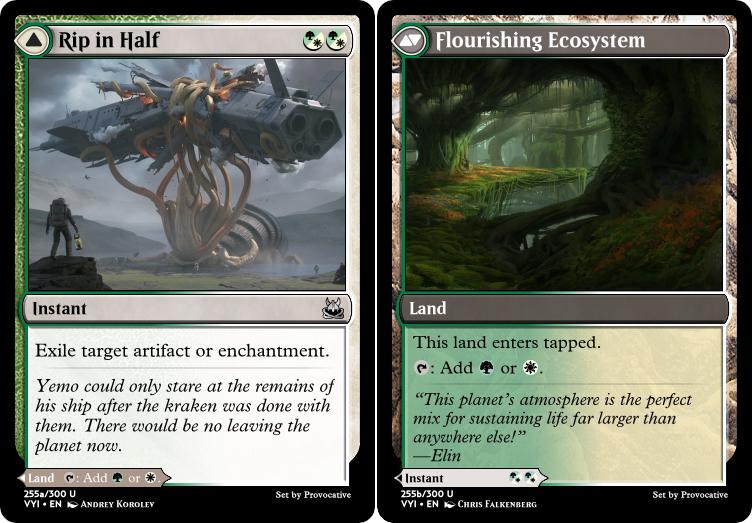 Rip in Half
Instant
Exile target artifact or enchantment.
Yemo could only stare at the remains of
his ship after the kraken was done with
them. There would be no leaving the
planet now.
Land : Add or .
255a/300 U
VYI • EN Andrey Korolev
Set by Provocative
Flourishing Ecosystem
Land
This land enters tapped.
: Add or .
“This planet’s atmosphere is the perfect
mix for sustaining life far larger than
anywhere else!”
—Elin
Instant
255b/300 U
VYI • EN Chris Falkenberg
Set by Provocative